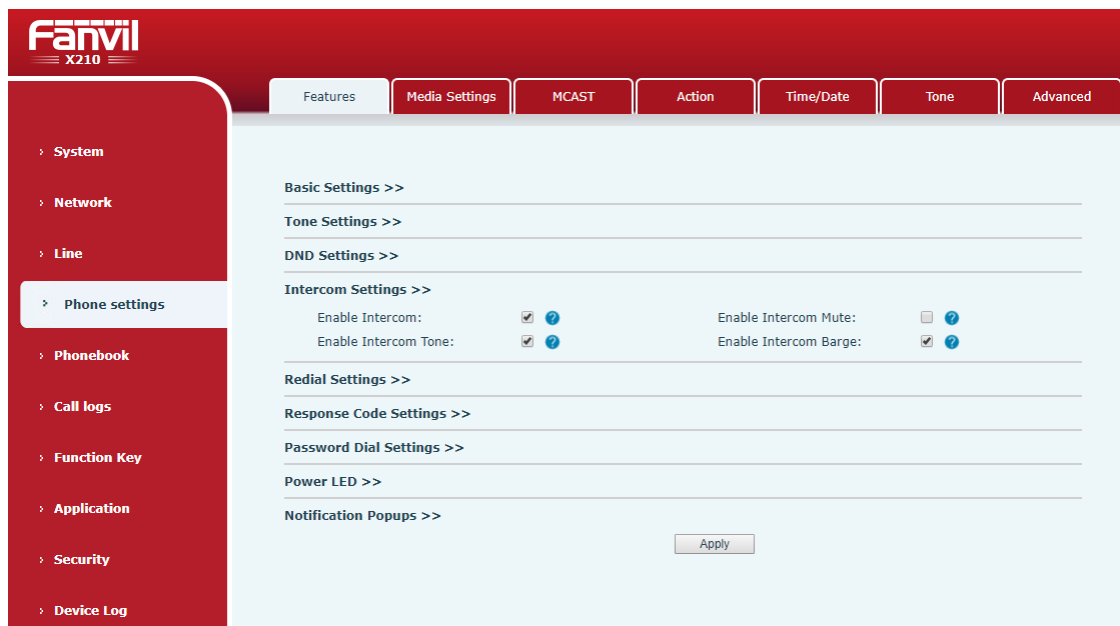 Fanvil
X210
Features
Media Settings
MCAST
Action
Time/Date
Tone
Advanced
› System
› Network
› Line
› Phone settings
› Phonebook
› Call logs
› Function Key
› Application
› Security
› Device Log
Basic Settings >>
Tone Settings >>
DND Settings >>
Intercom Settings >>
Enable Intercom: ? Enable Intercom Mute: ?
Enable Intercom Tone: ? Enable Intercom Barge: ?
Redial Settings >>
Response Code Settings >>
Password Dial Settings >>
Power LED >>
Notification Popups >>
Apply